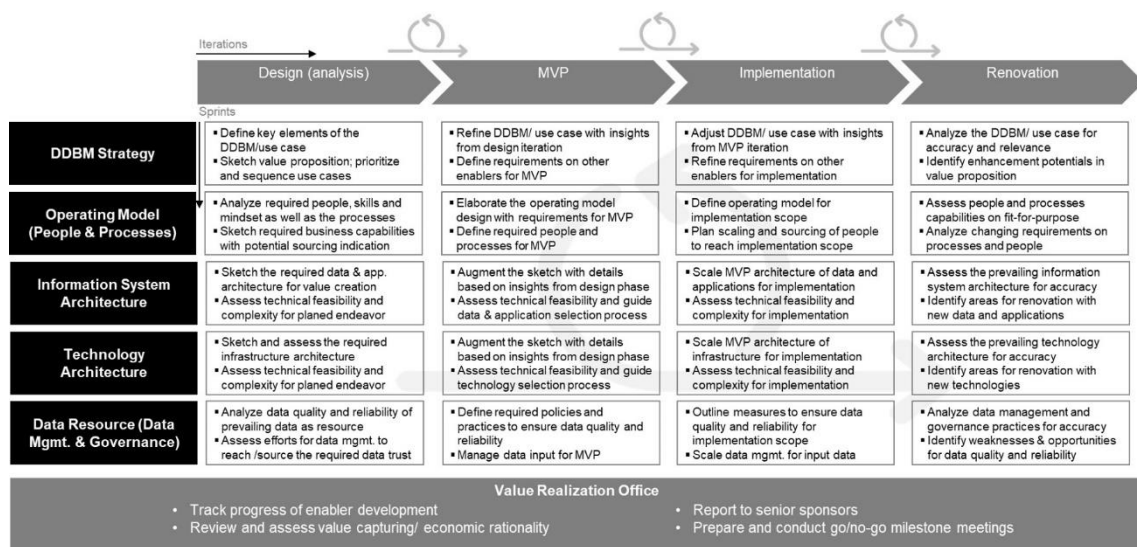 Iterations
Design (analysis)
MVP
Implementation
Renovation
Sprints
DDBM Strategy
▪ Define key elements of the
DDBM/use case
▪ Sketch value proposition; prioritize
and sequence use cases
▪ Refine DDBM/ use case with insights
from design iteration
▪ Define requirements on other
enablers for MVP
▪ Adjust DDBM/ use case with insights
from MVP iteration
▪ Refine requirements on other
enablers for implementation
▪ Analyze the DDBM/ use case for
accuracy and relevance
▪ Identify enhancement potentials in
value proposition
Operating Model
(People & Processes)
▪ Analyze required people, skills and
mindset as well as the processes
▪ Sketch required business capabilities
with potential sourcing indication
▪ Elaborate the operating model
design with requirements for MVP
▪ Define required people and
processes for MVP
▪ Define operating model for
implementation scope
▪ Plan scaling and sourcing of people
to reach implementation scope
▪ Assess people and processes
capabilities on fit-for-purpose
▪ Analyze changing requirements on
processes and people
Information System
Architecture
▪ Sketch the required data & app.
architecture for value creation
▪ Assess technical feasibility and
complexity for planed endeavor
▪ Augment the sketch with details
based on insights from design phase
▪ Assess technical feasibility and guide
data & application selection process
▪ Scale MVP architecture of data and
applications for implementation
▪ Assess technical feasibility and
complexity for implementation
▪ Assess the prevailing information
system architecture for accuracy
▪ Identify areas for renovation with
new data and applications
Technology
Architecture
▪ Sketch and assess the required
infrastructure architecture
▪ Assess technical feasibility and
complexity for planed endeavor
▪ Augment the sketch with details
based on insights from design phase
▪ Assess technical feasibility and guide
technology selection process
▪ Scale MVP architecture of
infrastructure for implementation
▪ Assess technical feasibility and
complexity for implementation
▪ Assess the prevailing technology
architecture for accuracy
▪ Identify areas for renovation with
new technologies
Data Resource (Data
Mgmt. & Governance)
▪ Analyze data quality and reliability of
prevailing data as resource
▪ Assess efforts for data mgmt. to
reach /source the required data trust
▪ Define required policies and
practices to ensure data quality and
reliability
▪ Manage data input for MVP
▪ Outline measures to ensure data
quality and reliability for
implementation scope
▪ Scale data mgmt. for input data
▪ Analyze data management and
governance practices for accuracy
▪ Identify weaknesses & opportunities
for data quality and reliability
Value Realization Office
▪ Track progress of enabler development
▪ Review and assess value capturing/ economic rationality
▪ Report to senior sponsors
▪ Prepare and conduct go/no-go milestone meetings